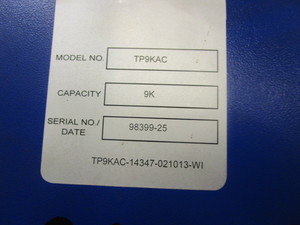 MODEL NO. TP9KAC
CAPACITY 9K
SERIAL NO./
DATE 98399-25
TP9KAC-14347-021013-WI